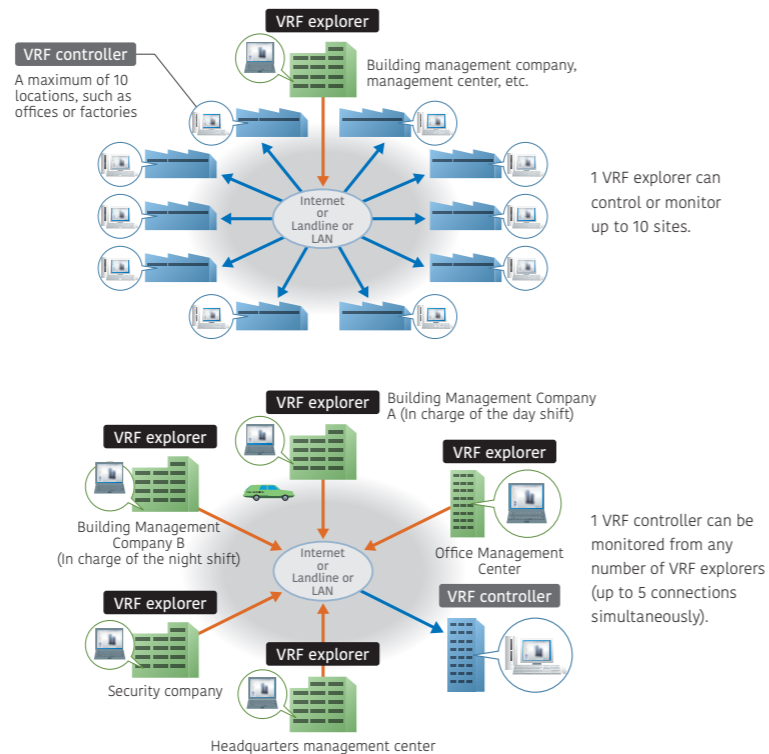 VRF explorer
VRF controller
A maximum of 10
locations, such as
offices or factories
Building management company,
management center, etc.
Internet
or
Landline or
LAN
1 VRF explorer can
control or monitor
up to 10 sites.
VRF explorer
Building Management Company
A (In charge of the day shift)
VRF explorer
Building Management
Company B
(In charge of the night shift)
VRF explorer
Office Management
Center
Internet
or
Landline or
LAN
1 VRF controller can be
monitored from any
number of VRF explorers
(up to 5 connections
simultaneously).
VRF explorer
Security company
VRF controller
VRF explorer
Headquarters management center